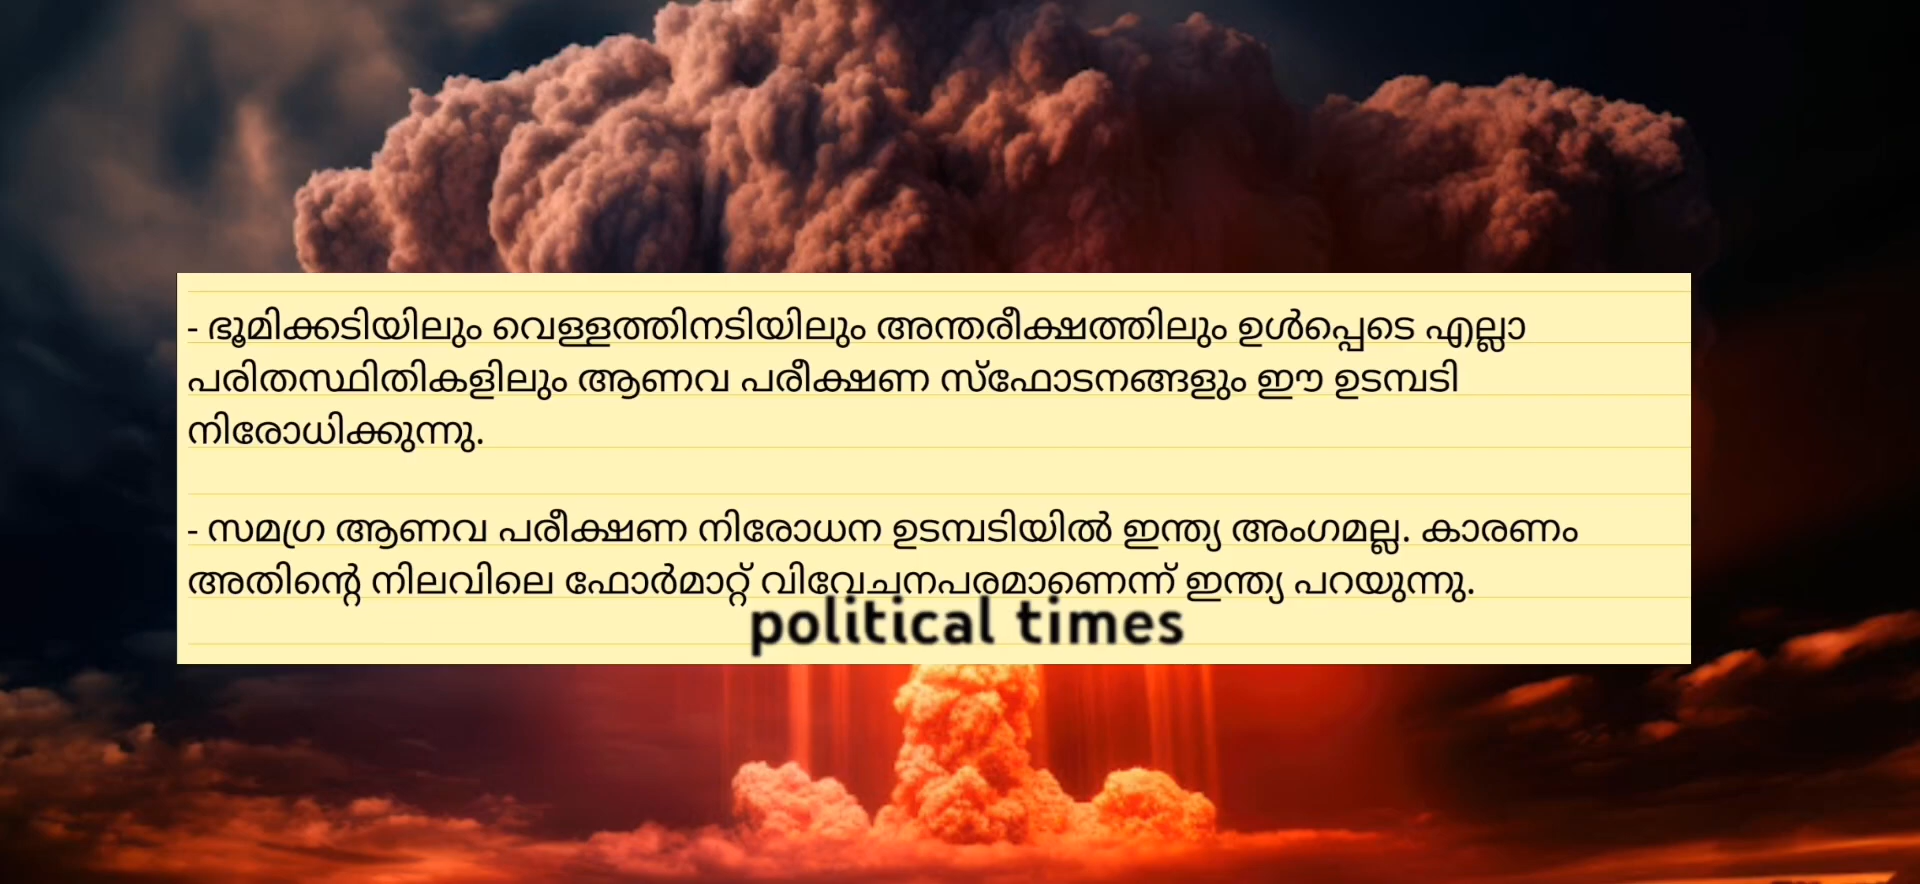 - ഭൂമിക്കടിയിലും വെള്ളത്തിനടിയിലും അന്തരീക്ഷത്തിലും ഉൾപ്പെടെ എല്ലാ
പരിതസ്ഥിതികളിലും ആണവ പരീക്ഷണ സ്ഫോടനങ്ങളും ഈ ഉടമ്പടി
നിരോധിക്കുന്നു.
- സമഗ്ര ആണവ പരീക്ഷണ നിരോധന ഉടമ്പടിയിൽ ഇന്ത്യ അംഗമല്ല. കാരണം
അതിന്റെ നിലവിലെ ഫോർമാറ്റ് വിവേചനപരമാണെന്ന് ഇന്ത്യ പറയുന്നു.
political times